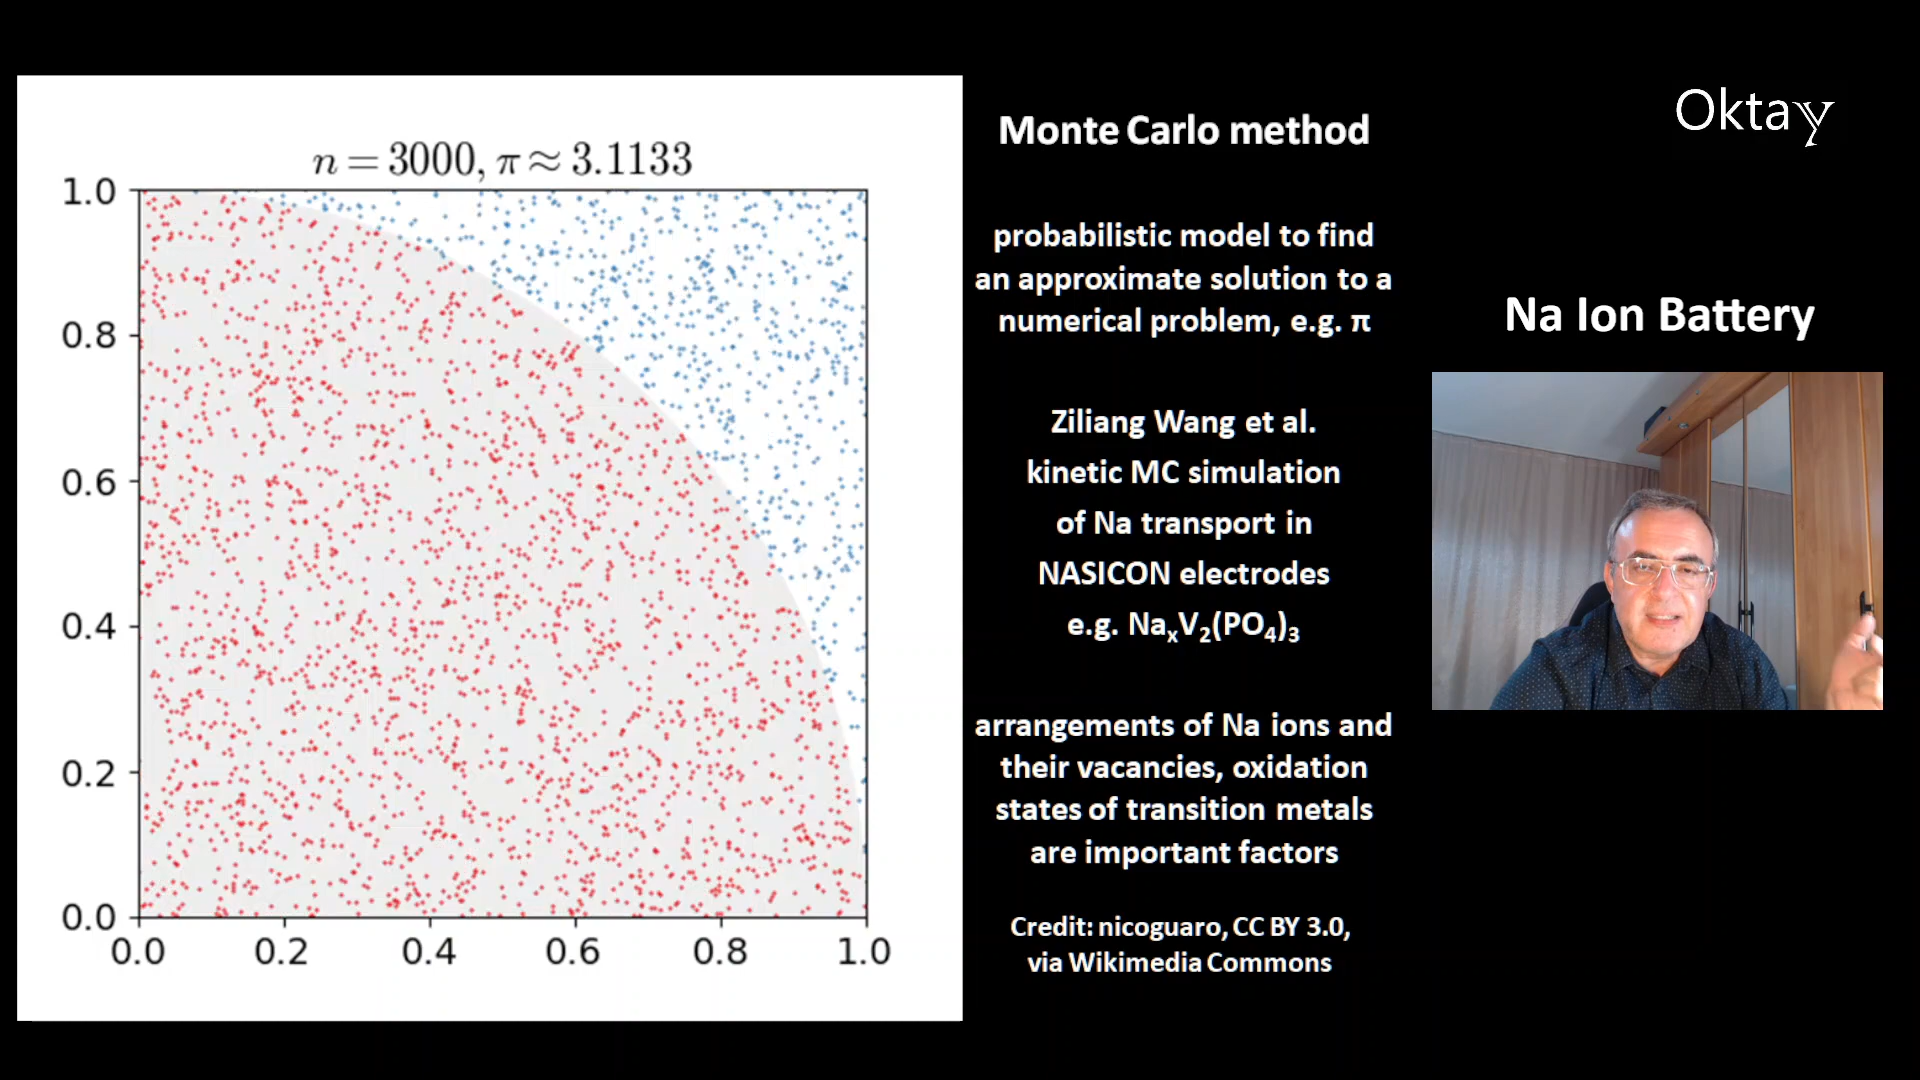 n = 3000, π ≈ 3.1133
1.0
0.8
0.6
0.4
0.2
0.0
0.0 0.2 0.4 0.6 0.8 1.0
Monte Carlo method
probabilistic model to find
an approximate solution to a
numerical problem, e.g. π
Ziliang Wang et al.
kinetic MC simulation
of Na transport in
NASICON electrodes
e.g. NaₓV₂(PO₄)₃
arrangements of Na ions and
their vacancies, oxidation
states of transition metals
are important factors
Credit: nicoguaro, CC BY 3.0,
via Wikimedia Commons
Oktay
Na Ion Battery